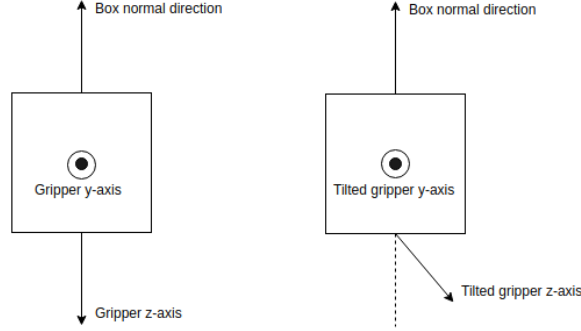 Box normal direction
Box normal direction
Gripper y-axis
Tilted gripper y-axis
Tilted gripper z-axis
Gripper z-axis